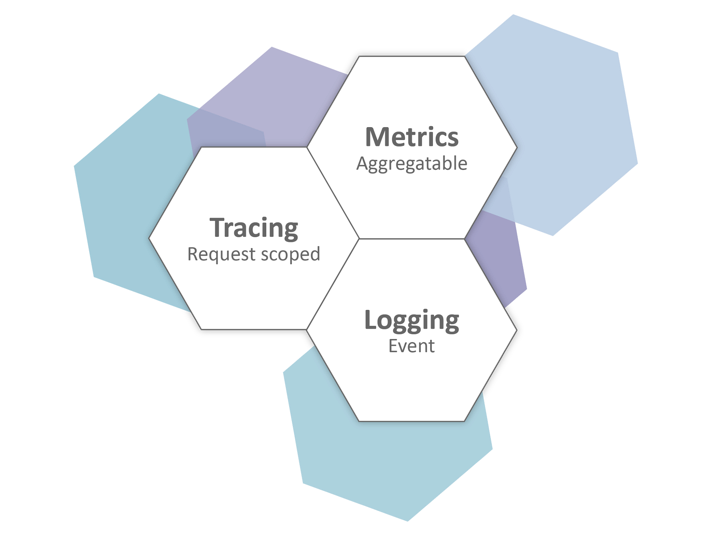 Metrics
Aggregatable
Tracing
Request scoped
Logging
Event